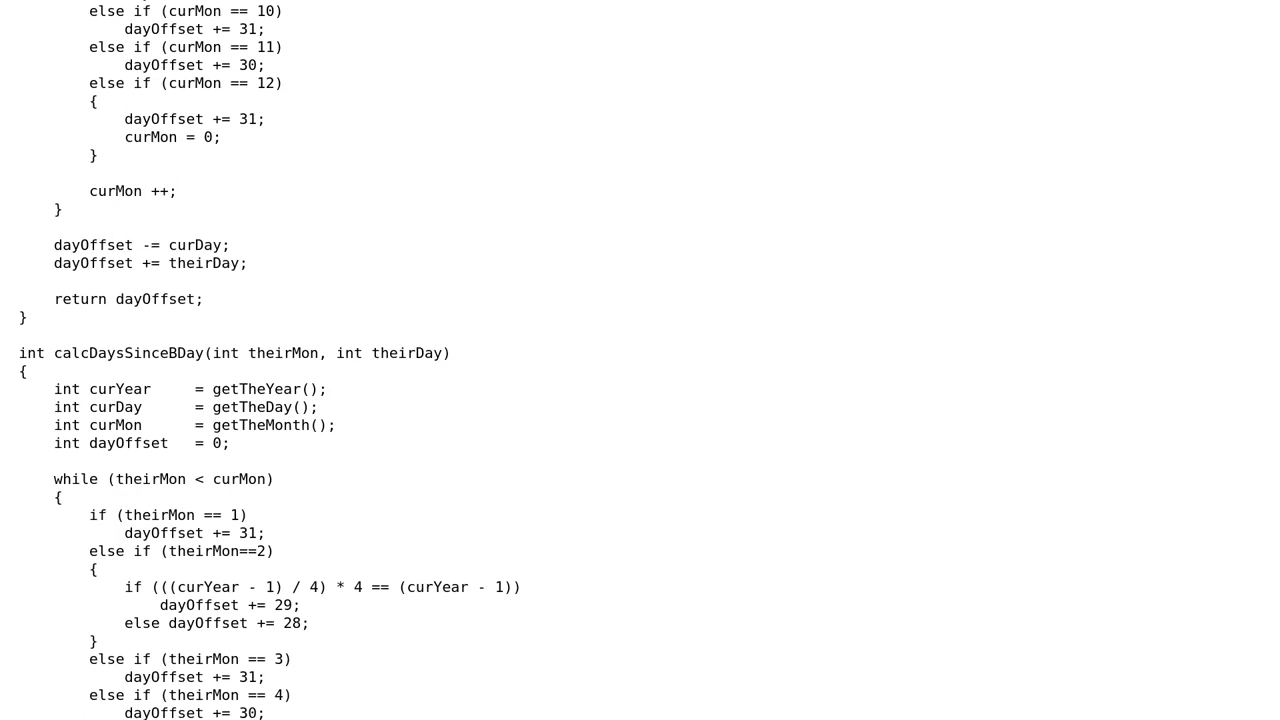 else if (curMon == 10)
            dayOffset += 31;
        else if (curMon == 11)
            dayOffset += 30;
        else if (curMon == 12)
        {
            dayOffset += 31;
            curMon = 0;
        }

        curMon ++;
    }

    dayOffset -= curDay;
    dayOffset += theirDay;

    return dayOffset;
}

int calcDaysSinceBDay(int theirMon, int theirDay)
{
    int curYear     = getTheYear();
    int curDay      = getTheDay();
    int curMon      = getTheMonth();
    int dayOffset   = 0;

    while (theirMon < curMon)
    {
        if (theirMon == 1)
            dayOffset += 31;
        else if (theirMon==2)
        {
            if (((curYear - 1) / 4) * 4 == (curYear - 1))
                dayOffset += 29;
            else dayOffset += 28;
        }
        else if (theirMon == 3)
            dayOffset += 31;
        else if (theirMon == 4)
            dayOffset += 30;